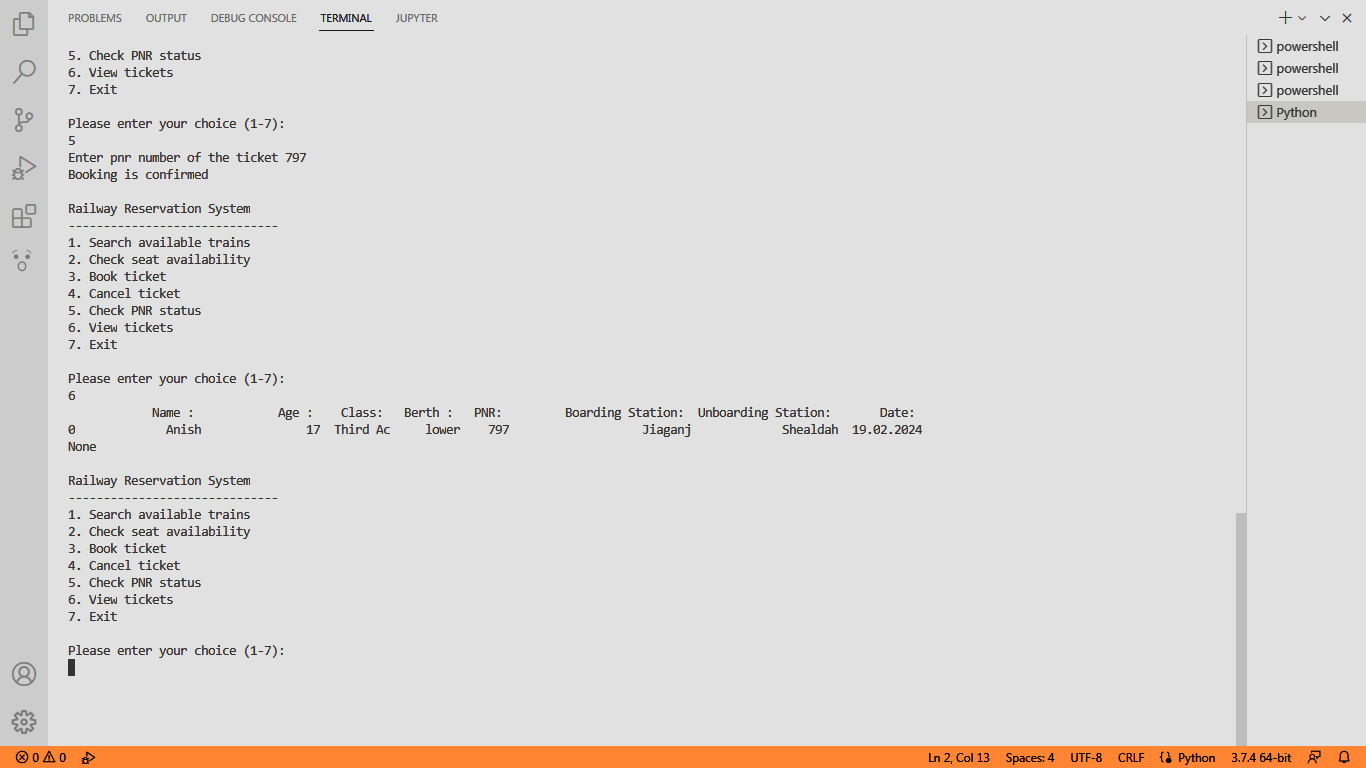 PROBLEMS OUTPUT DEBUG CONSOLE TERMINAL JUPYTER
5. Check PNR status
6. View tickets
7. Exit
Please enter your choice (1-7):
5
Enter pnr number of the ticket 797
Booking is confirmed
Railway Reservation System
------------------------------
1. Search available trains
2. Check seat availability
3. Book ticket
4. Cancel ticket
5. Check PNR status
6. View tickets
7. Exit
Please enter your choice (1-7):
6
Name : Age : Class: Berth : PNR: Boarding Station: Unboarding Station: Date:
0 Anish 17 Third Ac lower 797 Jiaganj Shealdah 19.02.2024
None
Railway Reservation System
------------------------------
1. Search available trains
2. Check seat availability
3. Book ticket
4. Cancel ticket
5. Check PNR status
6. View tickets
7. Exit
Please enter your choice (1-7):
powershell
powershell
powershell
Python
0 0 Ln 2, Col 13 Spaces: 4 UTF-8 CRLF Python 3.7.4 64-bit